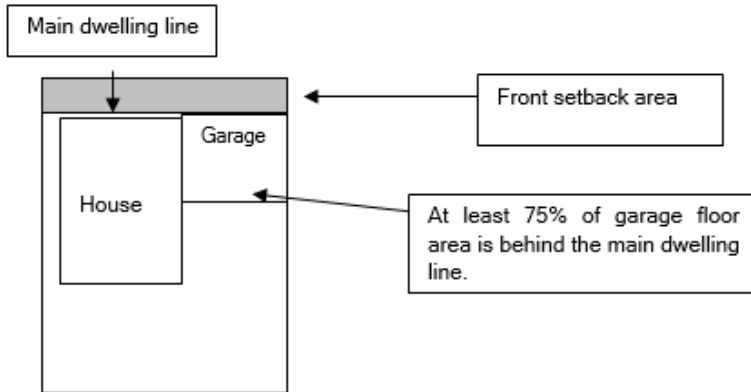 Main dwelling line
Front setback area
Garage
House
At least 75% of garage floor
area is behind the main dwelling
line.